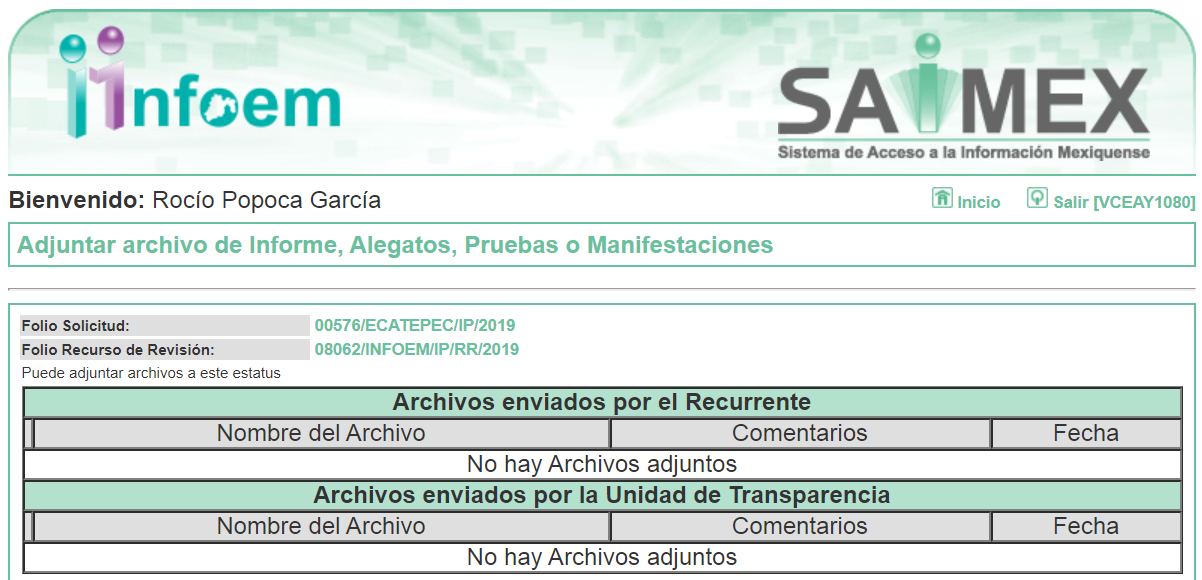 infoem
SAIMEX
Sistema de Acceso a la Información Mexiquense
Bienvenido: Rocío Popoca García
Inicio Salir [VCEAY1080]
Adjuntar archivo de Informe, Alegatos, Pruebas o Manifestaciones
Folio Solicitud: 00576/ECATEPEC/IP/2019
Folio Recurso de Revisión: 08062/INFOEM/IP/RR/2019
Puede adjuntar archivos a este estatus
Archivos enviados por el Recurrente
Nombre del Archivo Comentarios Fecha
No hay Archivos adjuntos
Archivos enviados por la Unidad de Transparencia
Nombre del Archivo Comentarios Fecha
No hay Archivos adjuntos